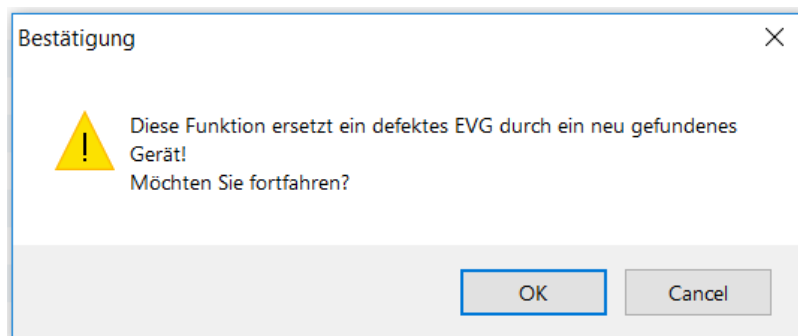 Bestätigung
Diese Funktion ersetzt ein defektes EVG durch ein neu gefundenes
Gerät!
Möchten Sie fortfahren?
OK
Cancel